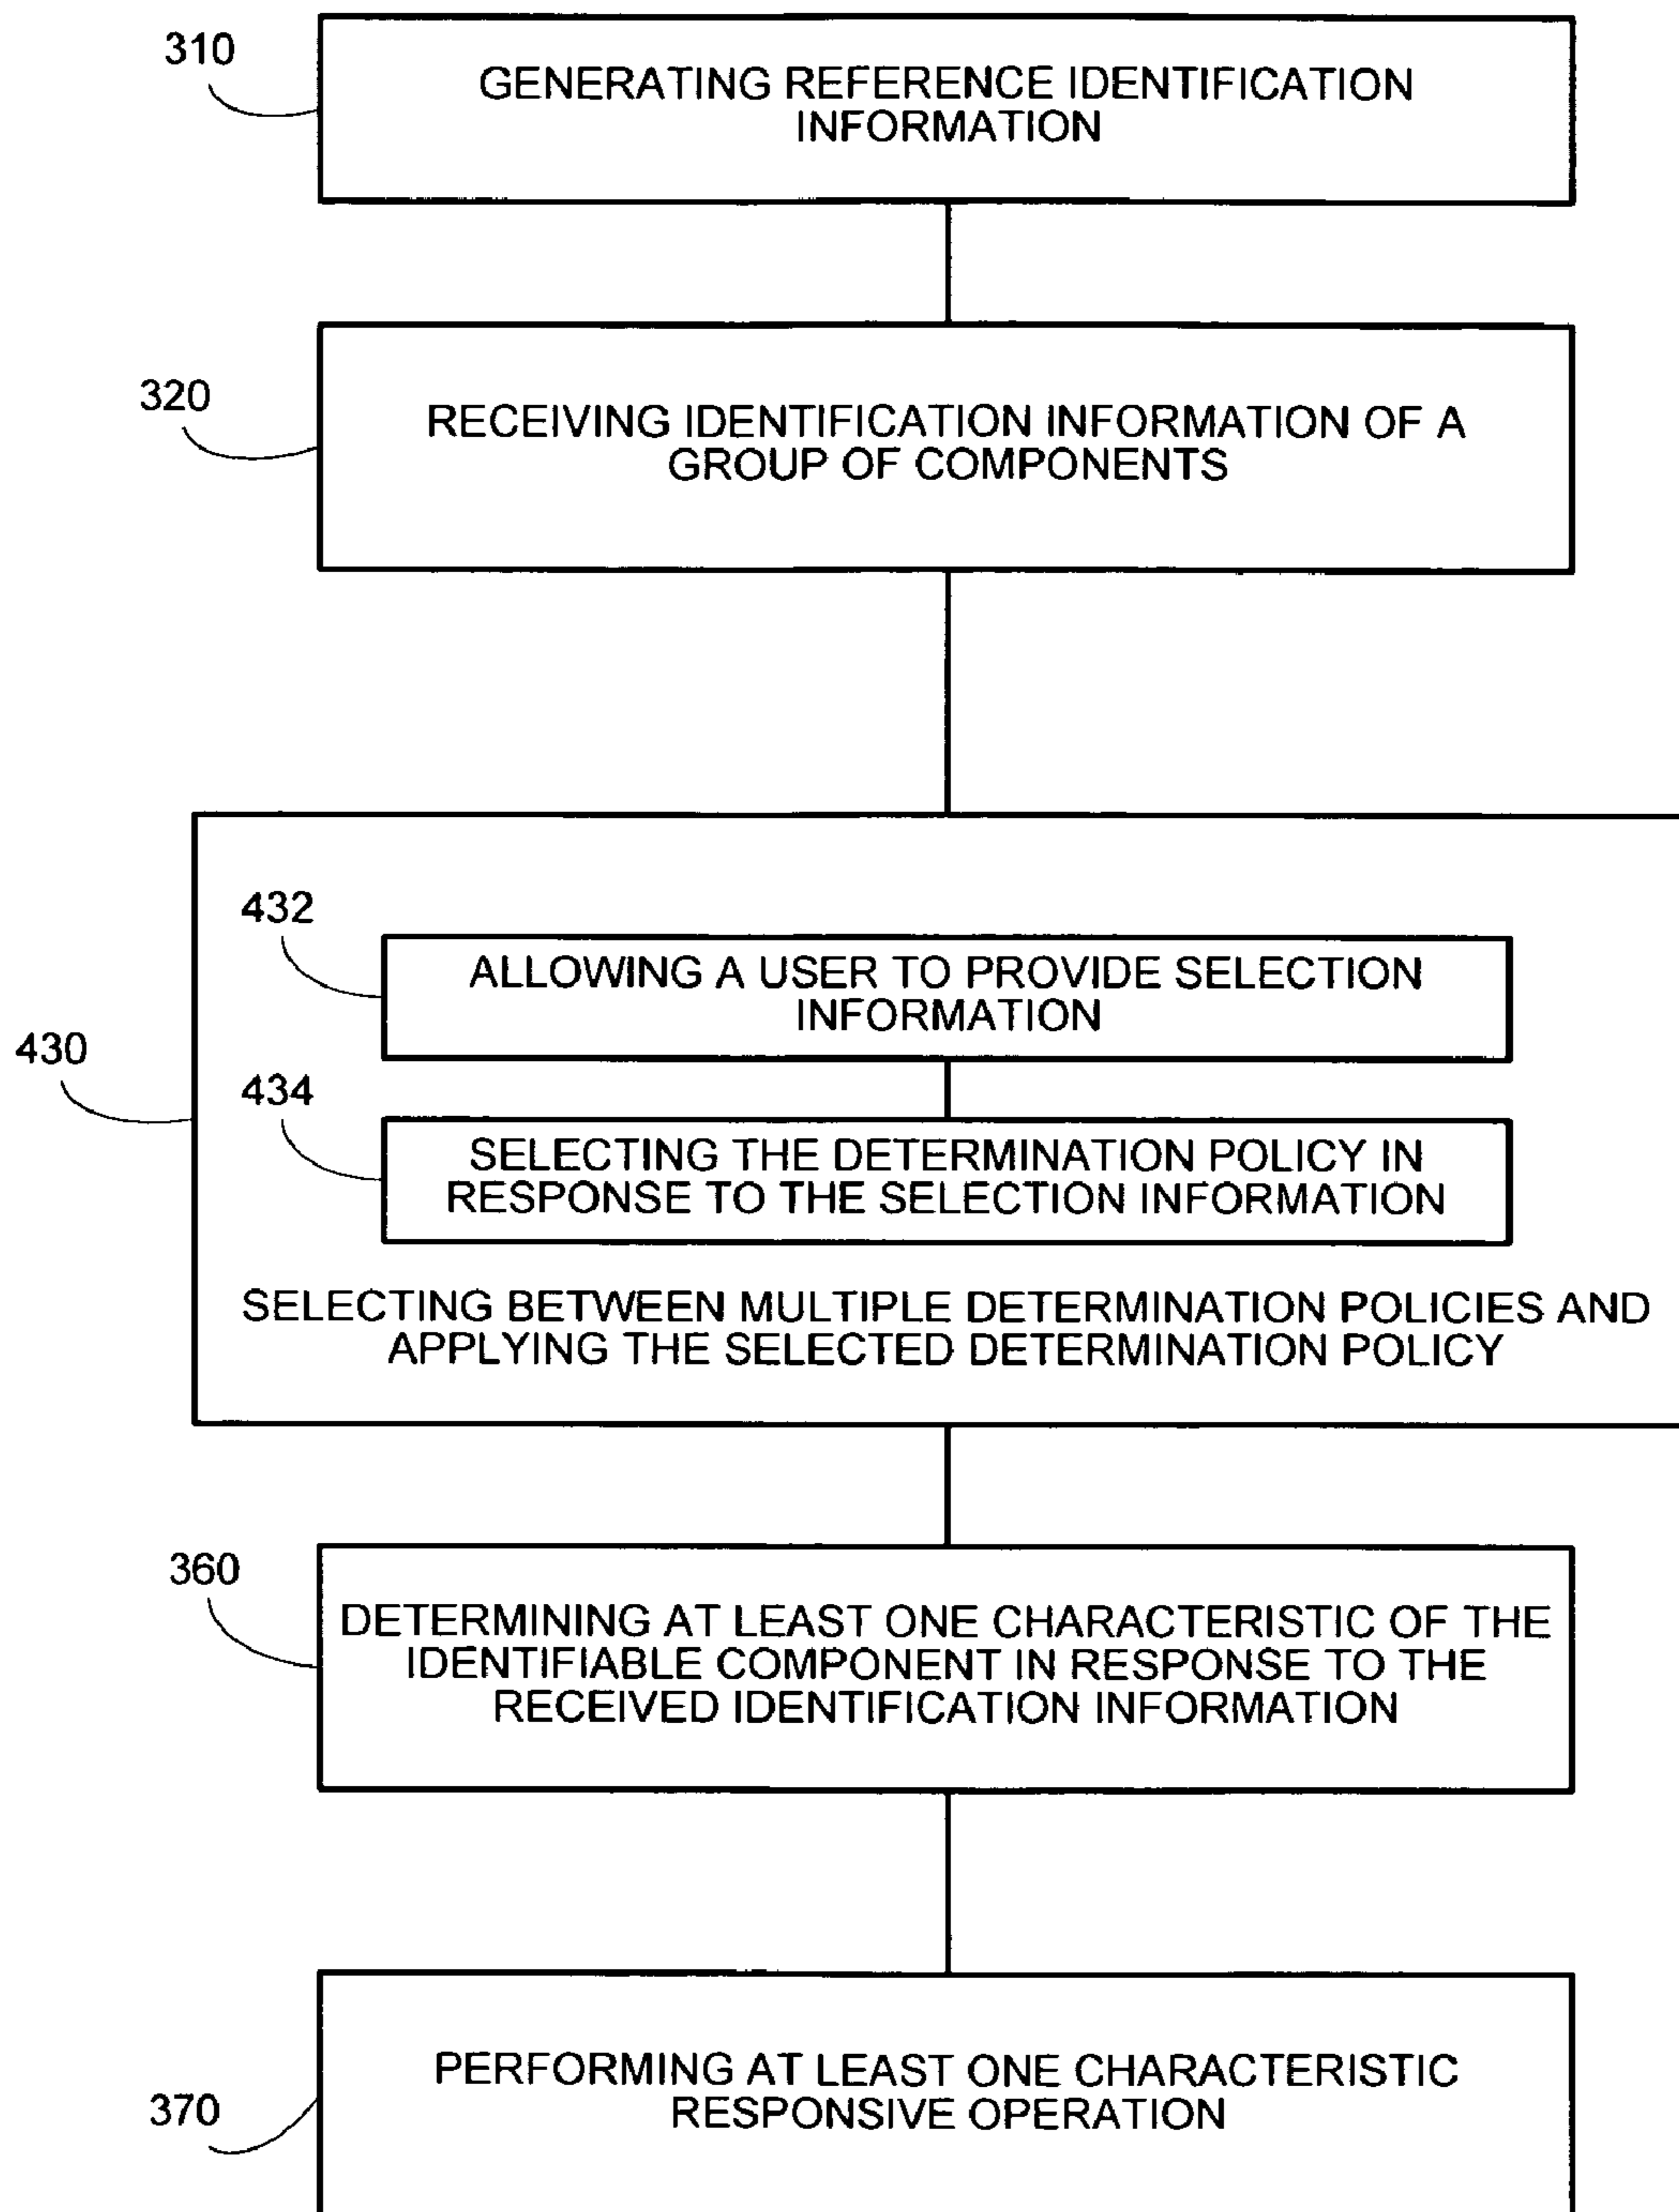 310
GENERATING REFERENCE IDENTIFICATION
INFORMATION
320
RECEIVING IDENTIFICATION INFORMATION OF A
GROUP OF COMPONENTS
432
ALLOWING A USER TO PROVIDE SELECTION
INFORMATION
430
434
SELECTING THE DETERMINATION POLICY IN
RESPONSE TO THE SELECTION INFORMATION
SELECTING BETWEEN MULTIPLE DETERMINATION POLICIES AND
APPLYING THE SELECTED DETERMINATION POLICY
360
DETERMINING AT LEAST ONE CHARACTERISTIC OF THE
IDENTIFIABLE COMPONENT IN RESPONSE TO THE
RECEIVED IDENTIFICATION INFORMATION
370
PERFORMING AT LEAST ONE CHARACTERISTIC
RESPONSIVE OPERATION